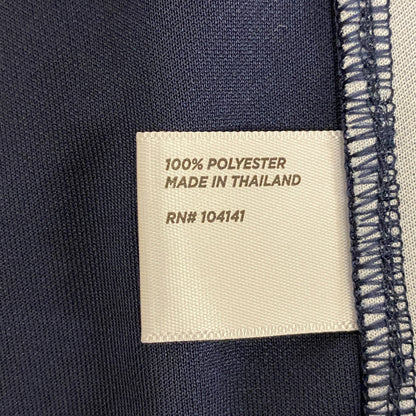 100% POLYESTER
MADE IN THAILAND
RN# 104141